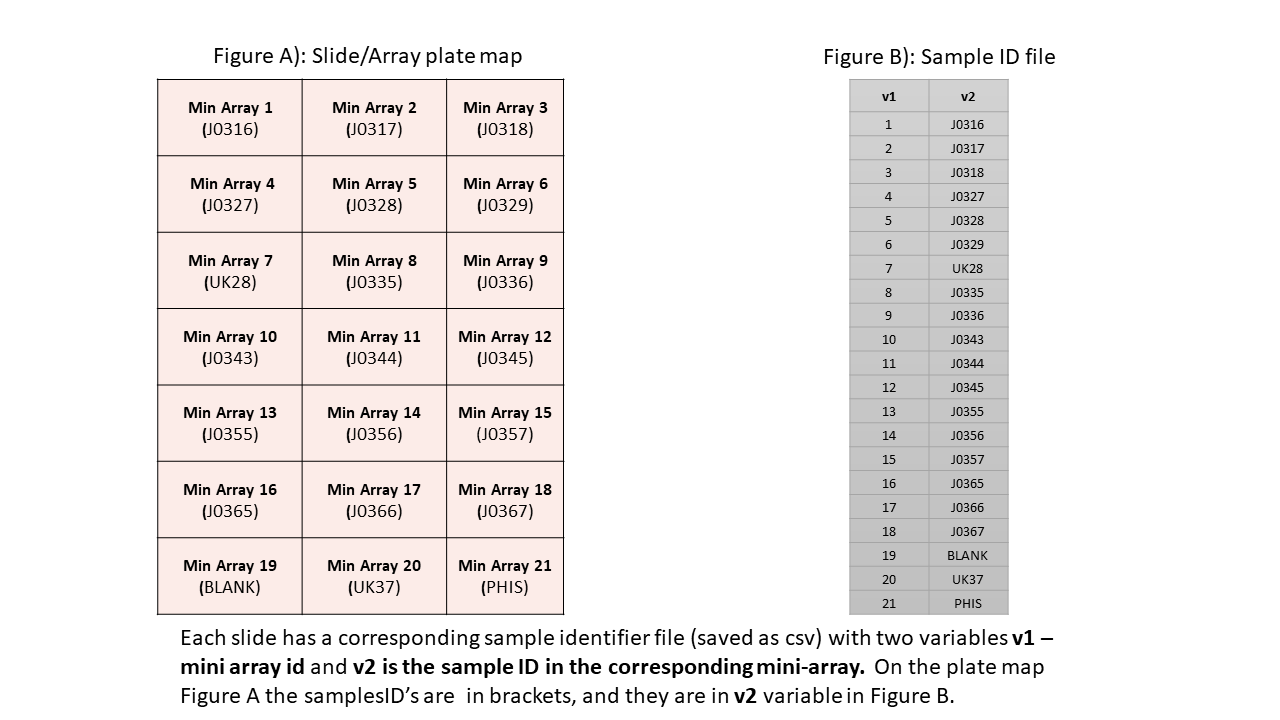 Figure A): Slide/Array plate map
Min Array 1
(J0316)
Min Array 2
(J0317)
Min Array 3
(J0318)
Min Array 4
(J0327)
Min Array 5
(J0328)
Min Array 6
(J0329)
Min Array 7
(UK28)
Min Array 8
(J0335)
Min Array 9
(J0336)
Min Array 10
(J0343)
Min Array 11
(J0344)
Min Array 12
(J0345)
Min Array 13
(J0355)
Min Array 14
(J0356)
Min Array 15
(J0357)
Min Array 16
(J0365)
Min Array 17
(J0366)
Min Array 18
(J0367)
Min Array 19
(BLANK)
Min Array 20
(UK37)
Min Array 21
(PHIS)
Figure B): Sample ID file
v1 v2
1 J0316
2 J0317
3 J0318
4 J0327
5 J0328
6 J0329
7 UK28
8 J0335
9 J0336
10 J0343
11 J0344
12 J0345
13 J0355
14 J0356
15 J0357
16 J0365
17 J0366
18 J0367
19 BLANK
20 UK37
21 PHIS
Each slide has a corresponding sample identifier file (saved as csv) with two variables v1 –
mini array id and v2 is the sample ID in the corresponding mini-array. On the plate map
Figure A the samplesID’s are in brackets, and they are in v2 variable in Figure B.